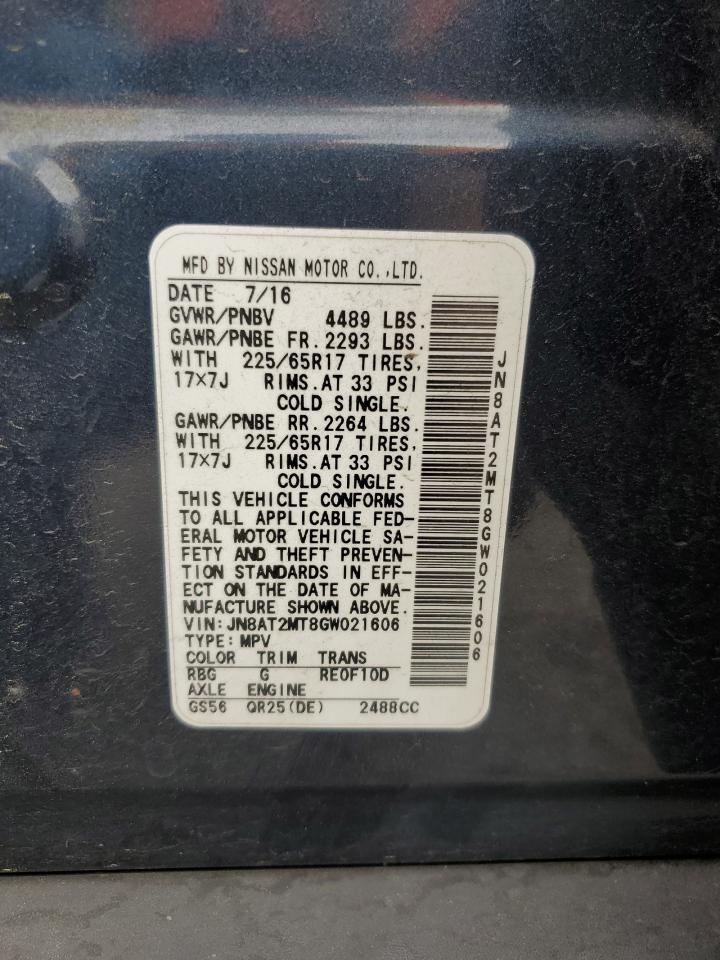 MFD BY NISSAN MOTOR CO.,LTD.
DATE 7/16
GVWR/PNBV 4489 LBS.
GAWR/PNBE FR. 2293 LBS.
WITH 225/65R17 TIRES,
17×7J RIMS.AT 33 PSI
COLD SINGLE.
GAWR/PNBE RR. 2264 LBS.
WITH 225/65R17 TIRES,
17×7J RIMS.AT 33 PSI
COLD SINGLE.
THIS VEHICLE CONFORMS
TO ALL APPLICABLE FED-
ERAL MOTOR VEHICLE SA-
FETY AND THEFT PREVEN-
TION STANDARDS IN EFF-
ECT ON THE DATE OF MA-
NUFACTURE SHOWN ABOVE.
VIN:JN8AT2MT8GW021606
TYPE:MPV
COLOR TRIM TRANS
RBG G RE0F10D
AXLE ENGINE
GS56 QR25(DE) 2488CC
JN8AT2MT8GW021606